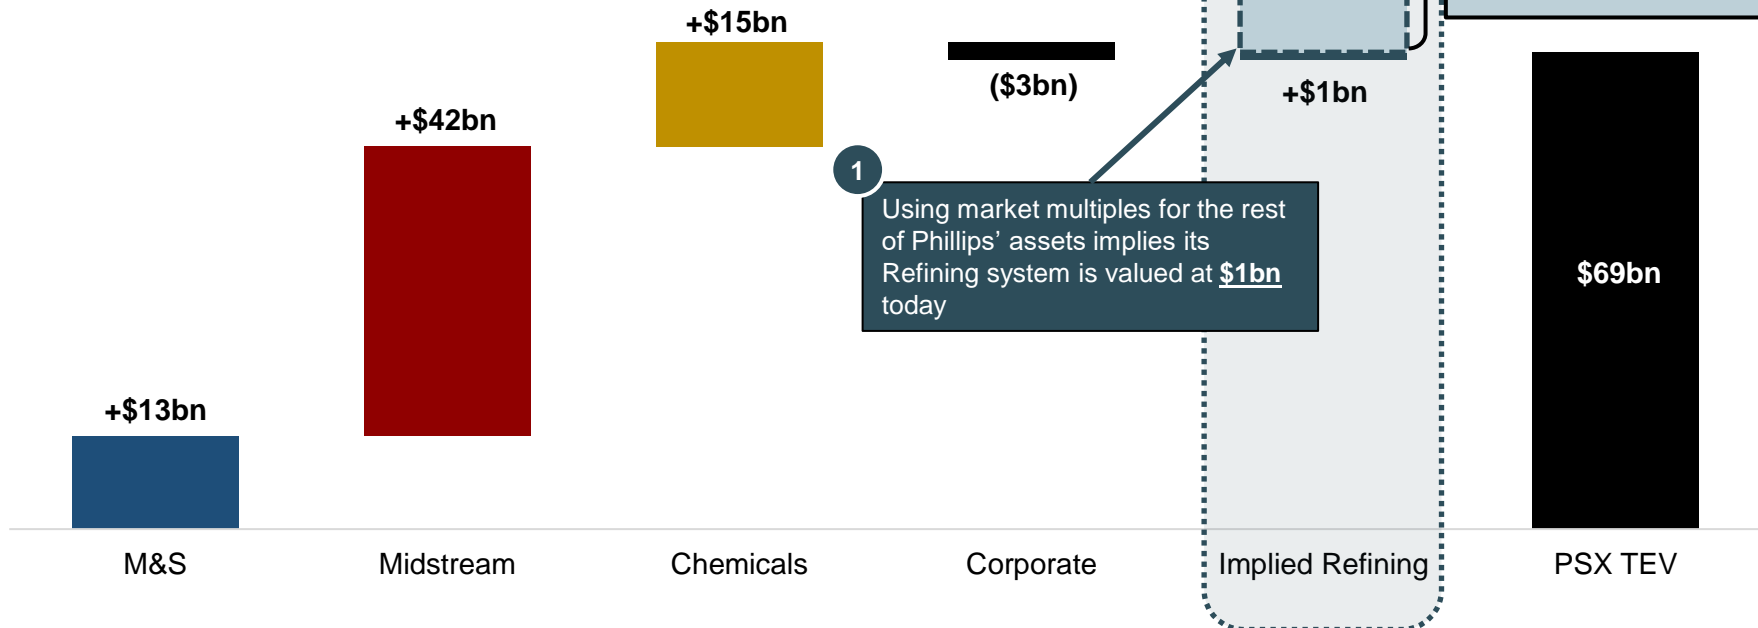 +$15bn
($3bn)
+$1bn
+$42bn
1
Using market multiples for the rest
of Phillips’ assets implies its
Refining system is valued at $1bn
today
$69bn
+$13bn
M&S
Midstream
Chemicals
Corporate
Implied Refining
PSX TEV